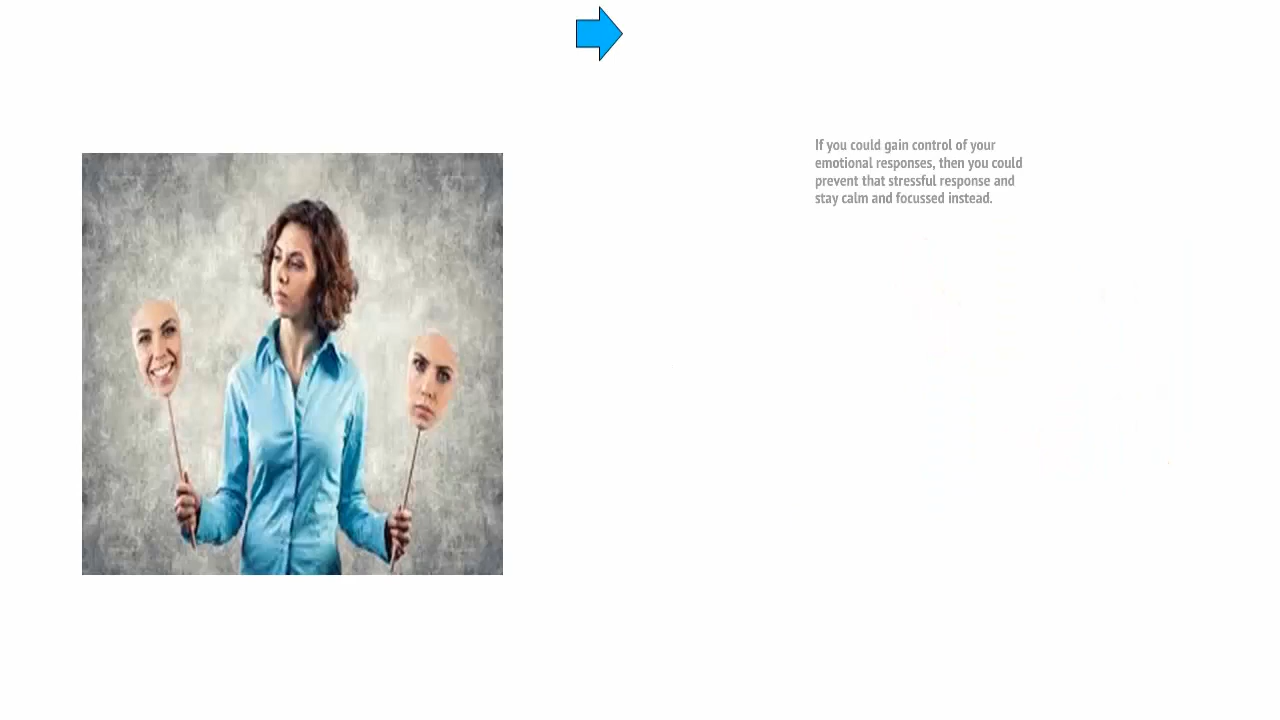 If you could gain control of your
emotional responses, then you could
prevent that stressful response and
stay calm and focussed instead.